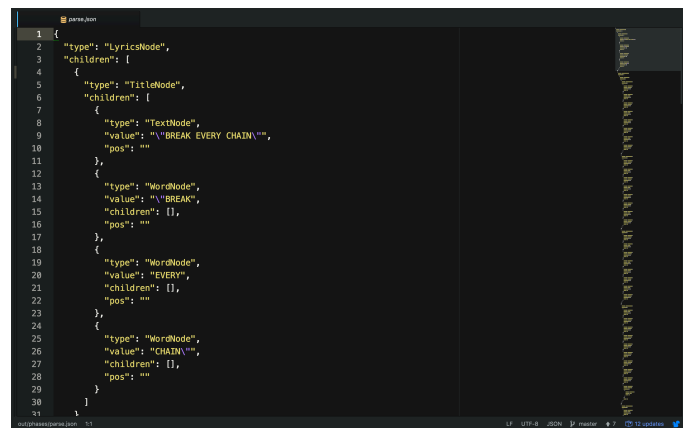 parse.json
1 {
2 "type": "LyricsNode",
3 "children": [
4 {
5 "type": "TitleNode",
6 "children": [
7 {
8 "type": "TextNode",
9 "value": "\"BREAK EVERY CHAIN\"",
10 "pos": ""
11 },
12 {
13 "type": "WordNode",
14 "value": "\"BREAK",
15 "children": [],
16 "pos": ""
17 },
18 {
19 "type": "WordNode",
20 "value": "EVERY",
21 "children": [],
22 "pos": ""
23 },
24 {
25 "type": "WordNode",
26 "value": "CHAIN\"",
27 "children": [],
28 "pos": ""
29 }
30 ]
31 }
out/phases/parse.json 1:1 LF UTF-8 JSON master 7 12 updates